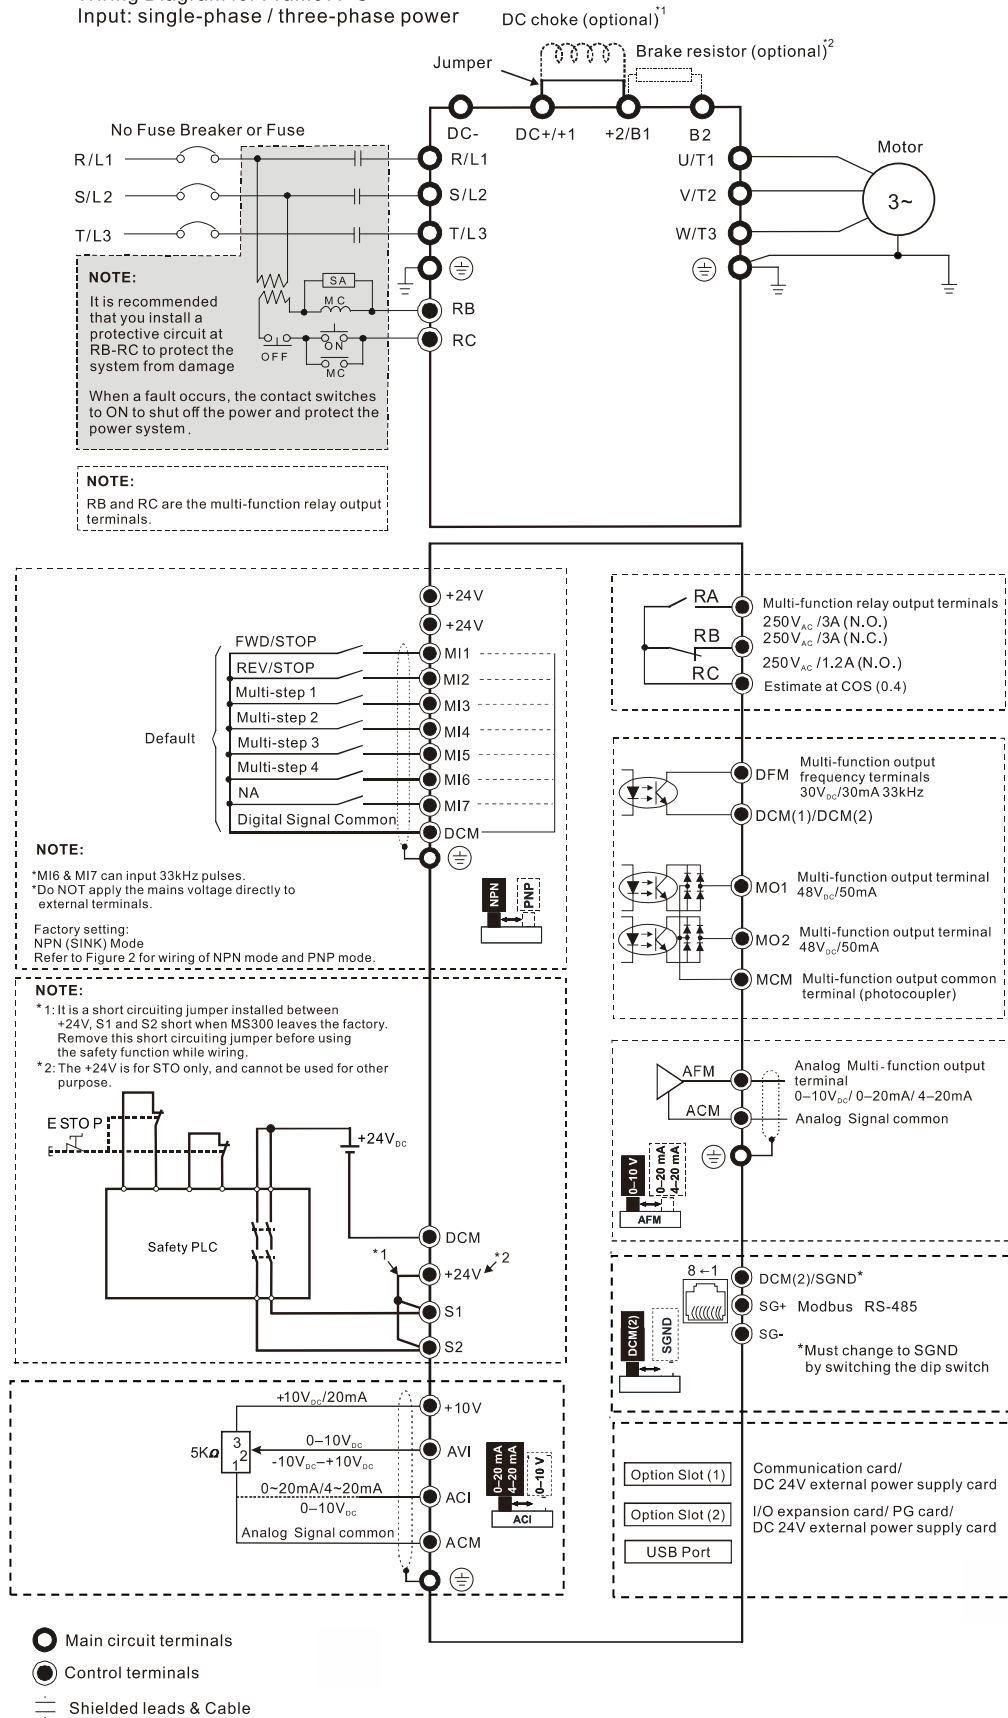 Input: single-phase / three-phase power
DC choke (optional)*1
Brake resistor (optional)*2
Jumper
DC-
DC+/+1
+2/B1
B2
No Fuse Breaker or Fuse
R/L1
R/L1
U/T1
Motor
S/L2
S/L2
V/T2
3~
T/L3
T/L3
W/T3
NOTE:
It is recommended
that you install a
protective circuit at
RB-RC to protect the
system from damage
When a fault occurs, the contact switches
to ON to shut off the power and protect the
power system.
SA
MC
RB
OFF
ON
RC
MC
NOTE:
RB and RC are the multi-function relay output
terminals.
+24V
+24V
Default
FWD/STOP
MI1
REV/STOP
MI2
Multi-step 1
MI3
Multi-step 2
MI4
Multi-step 3
MI5
Multi-step 4
MI6
NA
MI7
Digital Signal Common
DCM
NOTE:
*MI6 & MI7 can input 33kHz pulses.
*Do NOT apply the mains voltage directly to
external terminals.
Factory setting:
NPN (SINK) Mode
Refer to Figure 2 for wiring of NPN mode and PNP mode.
NPN
PNP
RA
RB
RC
Multi-function relay output terminals
250VAC /3A (N.O.)
250VAC /3A (N.C.)
250VAC /1.2A (N.O.)
Estimate at COS (0.4)
DFM
Multi-function output
frequency terminals
30VDC/30mA 33kHz
DCM(1)/DCM(2)
MO1
Multi-function output terminal
48VDC/50mA
MO2
Multi-function output terminal
48VDC/50mA
MCM
Multi-function output common
terminal (photocoupler)
NOTE:
*1: It is a short circuiting jumper installed between
+24V, S1 and S2 short when MS300 leaves the factory.
Remove this short circuiting jumper before using
the safety function while wiring.
*2: The +24V is for STO only, and cannot be used for other
purpose.
ESTOP
+24VDC
Safety PLC
DCM
*1
+24V
*2
S1
S2
AFM
Analog Multi-function output
terminal
0–10VDC/ 0–20mA/ 4–20mA
ACM
Analog Signal common
0–10 V
0–20 mA
4–20 mA
AFM
8 ←1
DCM(2)/SGND*
SG+
Modbus RS-485
SG-
*Must change to SGND
by switching the dip switch
DCM(2)
SGND
+10VDC/20mA
+10V
5KΩ
3
2
1
0–10VDC
-10VDC–+10VDC
AVI
0~20mA/4~20mA
0–10VDC
ACI
Analog Signal common
ACM
0–20 mA
4–20 mA
0–10 V
ACI
Option Slot (1)
Communication card/
DC 24V external power supply card
Option Slot (2)
I/O expansion card/ PG card/
DC 24V external power supply card
USB Port
Main circuit terminals
Control terminals
Shielded leads & Cable